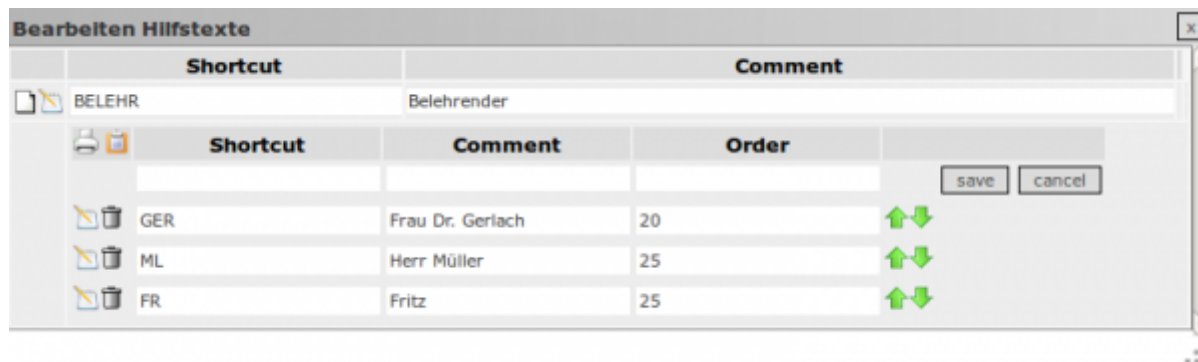 Bearbeiten Hilfstexte x
Shortcut Comment
BELEHR Belehrender
Shortcut Comment Order
save cancel
GER Frau Dr. Gerlach 20
ML Herr Müller 25
FR Fritz 25